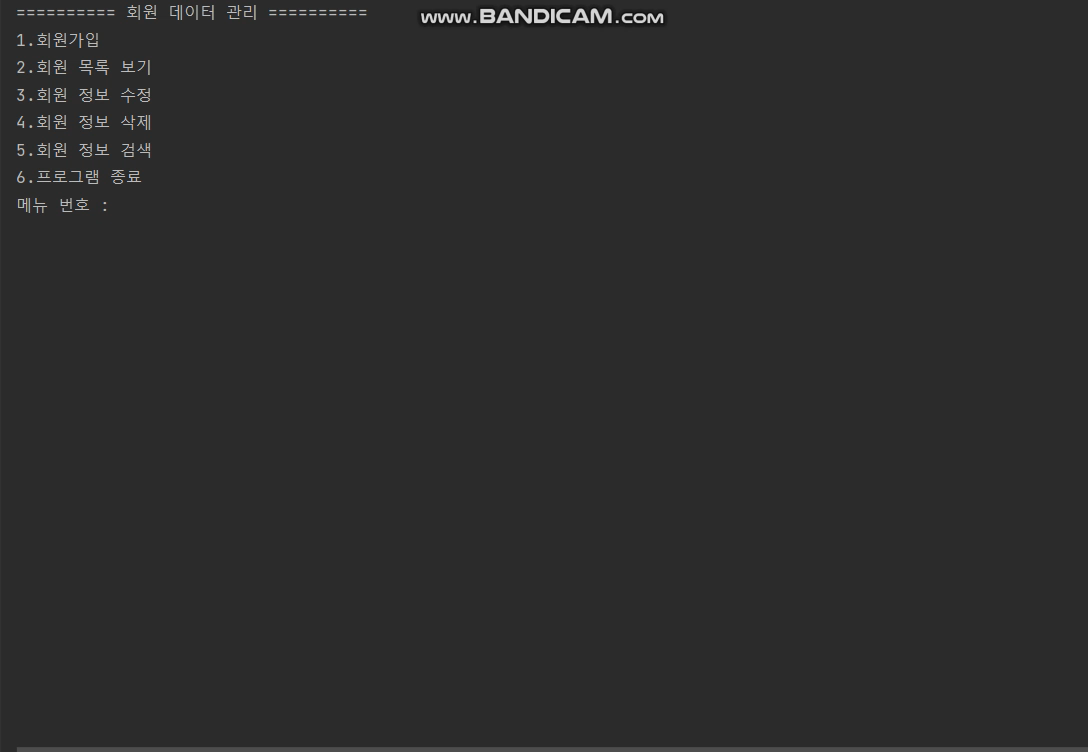 ========== 회원 데이터 관리 ==========
www.BANDICAM.com
1.회원가입
2.회원 목록 보기
3.회원 정보 수정
4.회원 정보 삭제
5.회원 정보 검색
6.프로그램 종료
메뉴 번호 :